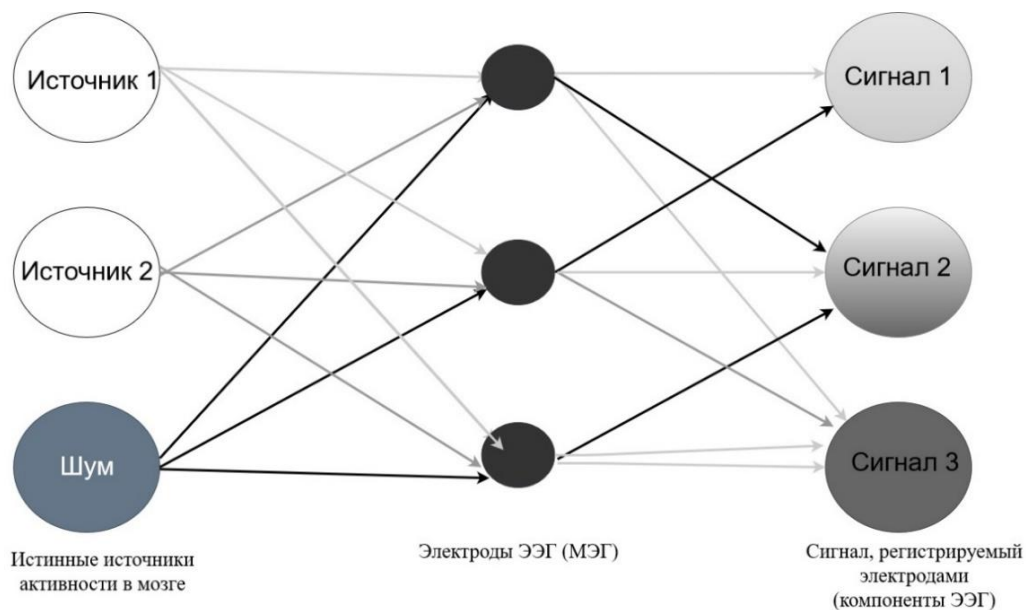 Источник 1
Сигнал 1
Источник 2
Сигнал 2
Шум
Сигнал 3
Истинные источники
активности в мозге
Электроды ЭЭГ (МЭГ)
Сигнал, регистрируемый
электродами
(компоненты ЭЭГ)